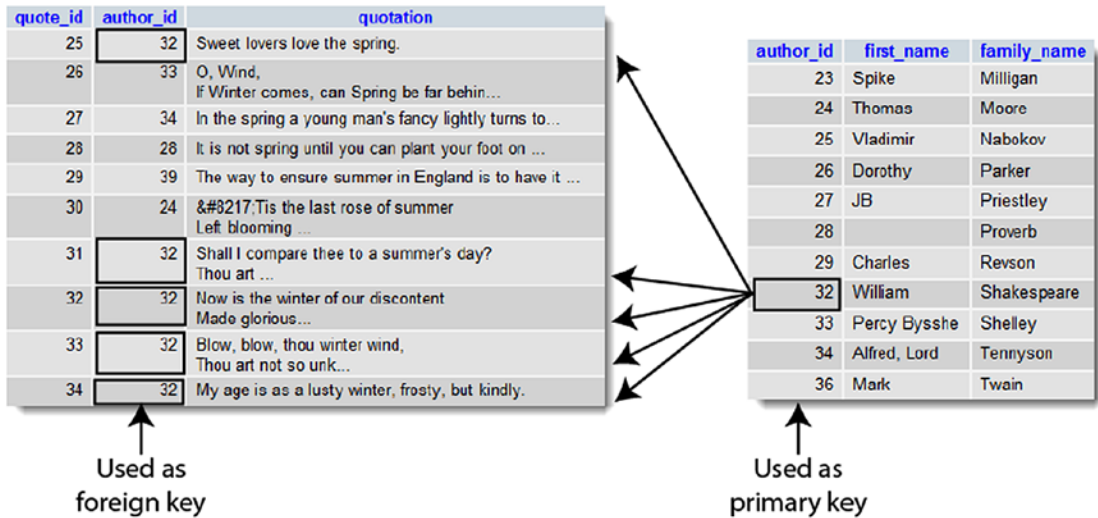 quote_id author_id quotation
25 32 Sweet lovers love the spring.
26 33 O, Wind,
If Winter comes, can Spring be far behin...
27 34 In the spring a young man's fancy lightly turns to...
28 28 It is not spring until you can plant your foot on ...
29 39 The way to ensure summer in England is to have it ...
30 24 &#8217;Tis the last rose of summer
Left blooming ...
31 32 Shall I compare thee to a summer's day?
Thou art ...
32 32 Now is the winter of our discontent
Made glorious...
33 32 Blow, blow, thou winter wind,
Thou art not so unk...
34 32 My age is as a lusty winter, frosty, but kindly.
Used as
foreign key
author_id first_name family_name
23 Spike Milligan
24 Thomas Moore
25 Vladimir Nabokov
26 Dorothy Parker
27 JB Priestley
28 Proverb
29 Charles Revson
32 William Shakespeare
33 Percy Bysshe Shelley
34 Alfred, Lord Tennyson
36 Mark Twain
Used as
primary key